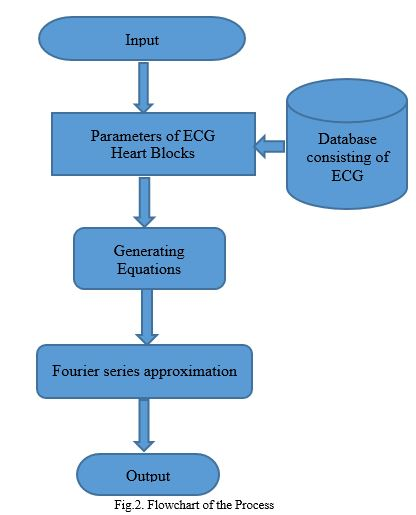 Input
Parameters of ECG
Heart Blocks
Database
consisting of
ECG
Generating
Equations
Fourier series approximation
Output
Fig.2. Flowchart of the Process